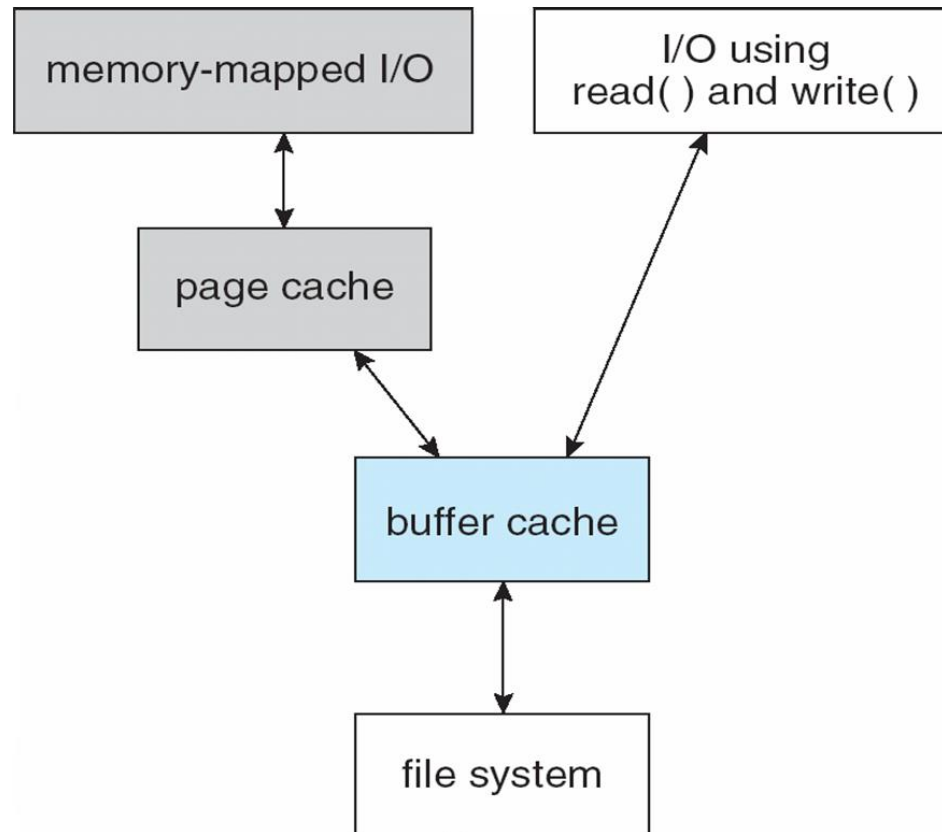 memory-mapped I/O
I/O using
read( ) and write( )
page cache
buffer cache
file system